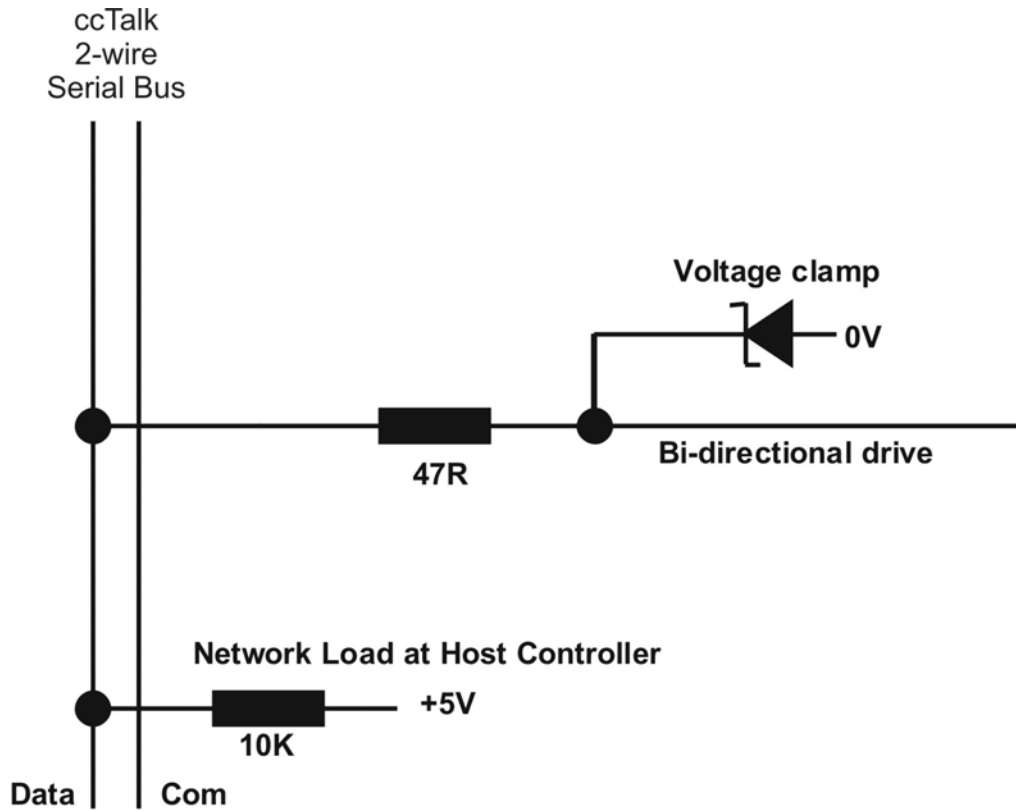 ccTalk
2-wire
Serial Bus
Voltage clamp
0V
Bi-directional drive
47R
Network Load at Host Controller
+5V
10K
Data
Com